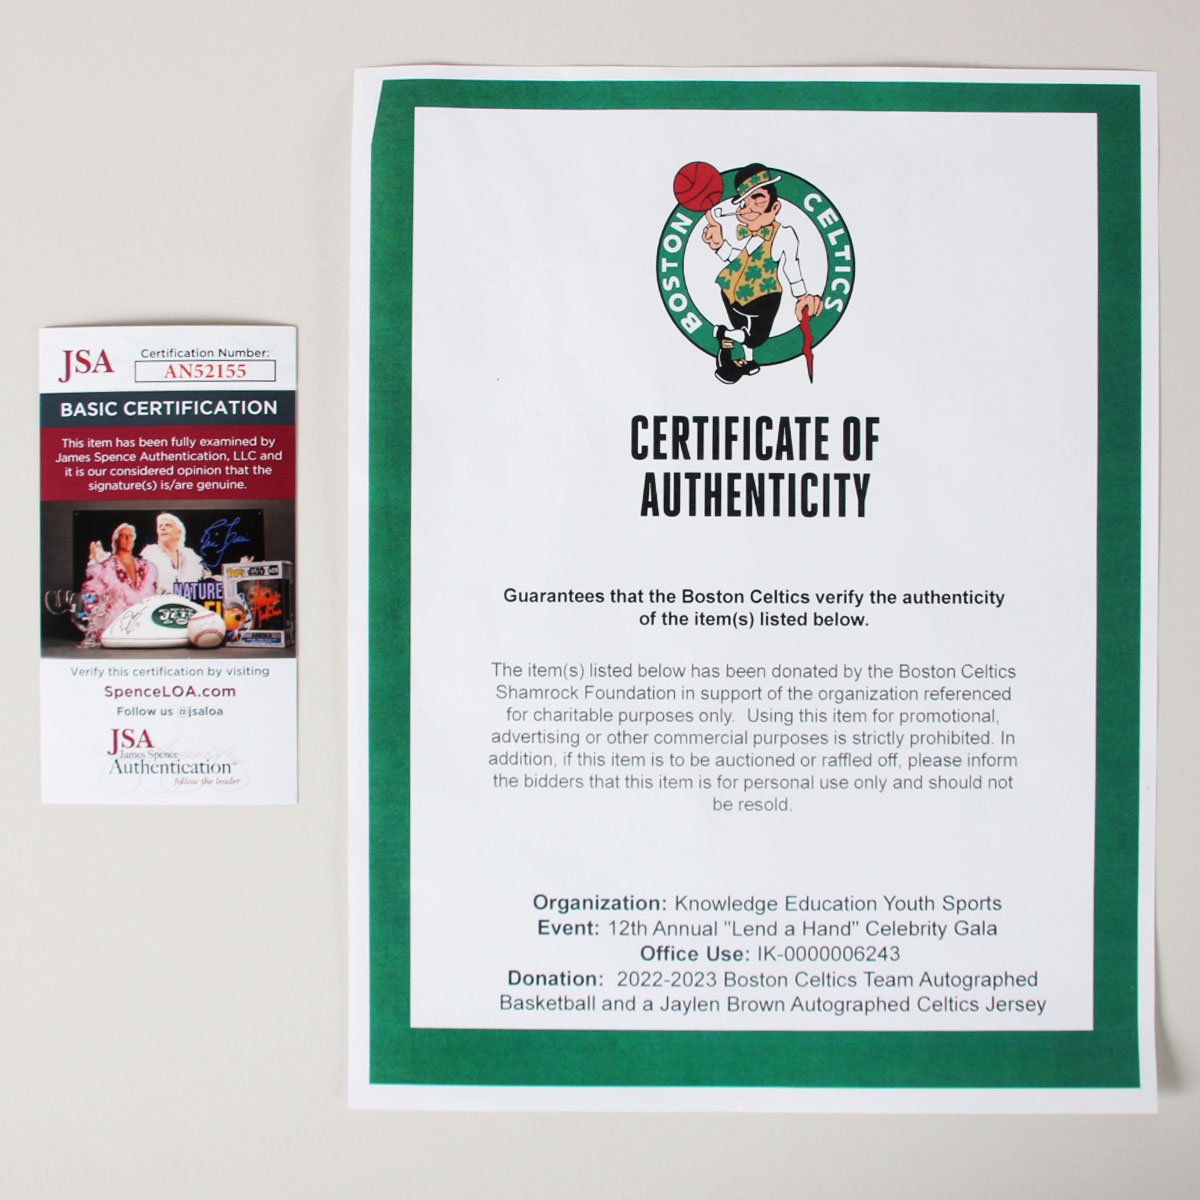 JSA
Certification Number:
AN52155
BASIC CERTIFICATION
This item has been fully examined by
James Spence Authentication, LLC and
it is our considered opinion that the
signature(s) is/are genuine.
NATURE
JETS
Verify this certification by visiting
SpenceLOA.com
Follow us @jsaloa
JSA
James Spence
Authentication™
follow the leader
BOSTON CELTICS
CERTIFICATE OF
AUTHENTICITY
Guarantees that the Boston Celtics verify the authenticity
of the item(s) listed below.
The item(s) listed below has been donated by the Boston Celtics
Shamrock Foundation in support of the organization referenced
for charitable purposes only. Using this item for promotional,
advertising or other commercial purposes is strictly prohibited. In
addition, if this item is to be auctioned or raffled off, please inform
the bidders that this item is for personal use only and should not
be resold.
Organization: Knowledge Education Youth Sports
Event: 12th Annual "Lend a Hand" Celebrity Gala
Office Use: IK-0000006243
Donation: 2022-2023 Boston Celtics Team Autographed
Basketball and a Jaylen Brown Autographed Celtics Jersey